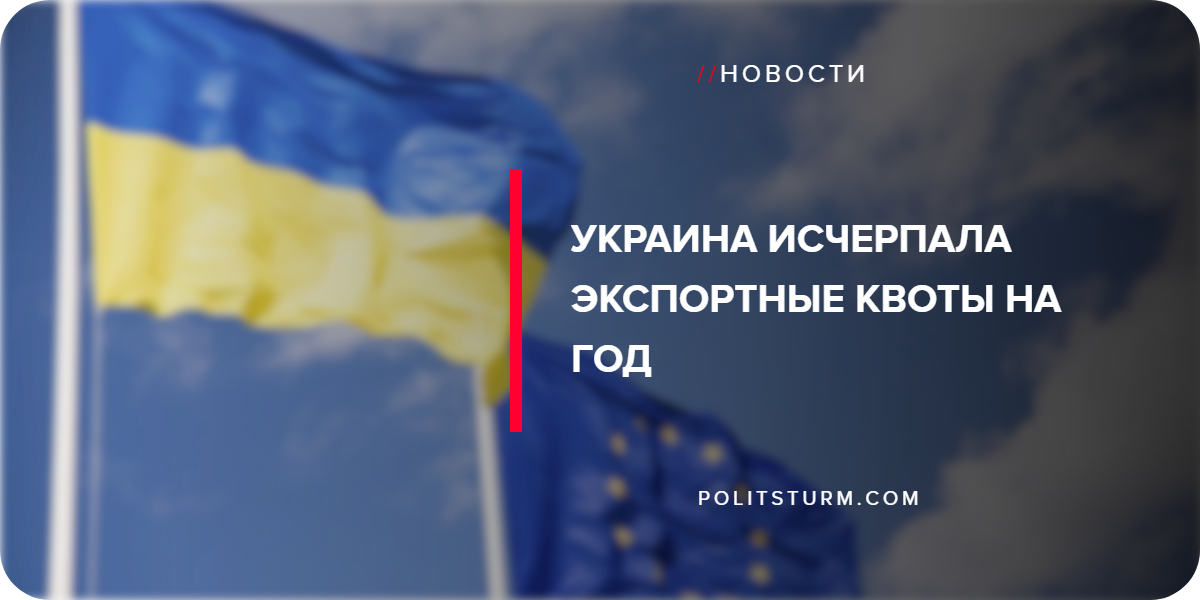 //НОВОСТИ
УКРАИНА ИСЧЕРПАЛА
ЭКСПОРТНЫЕ КВОТЫ НА
ГОД
POLITSTURM.COM